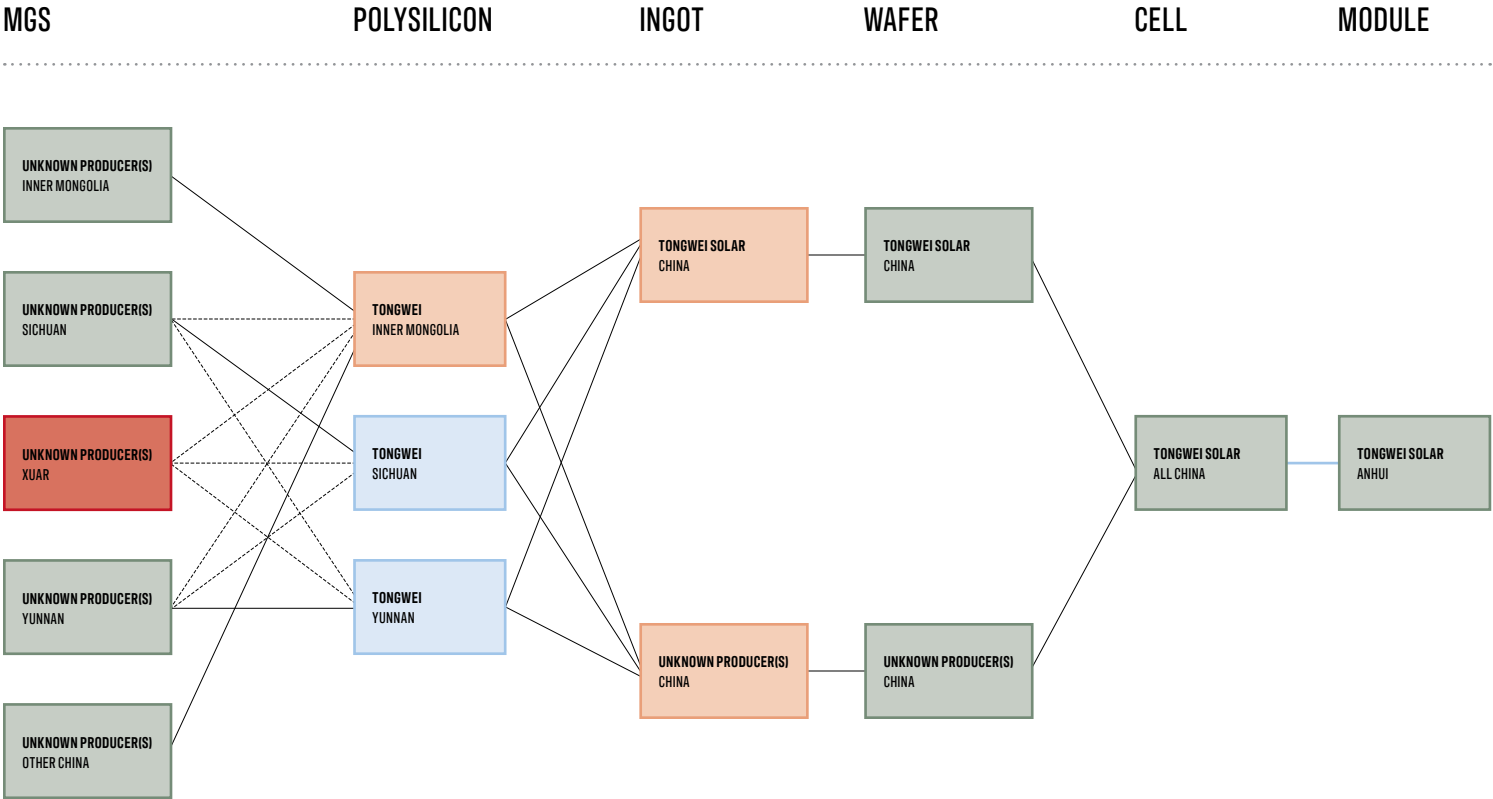 MGS
POLYSILICON
INGOT
WAFER
CELL
MODULE
UNKNOWN PRODUCER(S)
INNER MONGOLIA
UNKNOWN PRODUCER(S)
SICHUAN
UNKNOWN PRODUCER(S)
XUAR
UNKNOWN PRODUCER(S)
YUNNAN
UNKNOWN PRODUCER(S)
OTHER CHINA
TONGWEI
INNER MONGOLIA
TONGWEI
SICHUAN
TONGWEI
YUNNAN
TONGWEI SOLAR
CHINA
UNKNOWN PRODUCER(S)
CHINA
TONGWEI SOLAR
CHINA
UNKNOWN PRODUCER(S)
CHINA
TONGWEI SOLAR
ALL CHINA
TONGWEI SOLAR
ANHUI